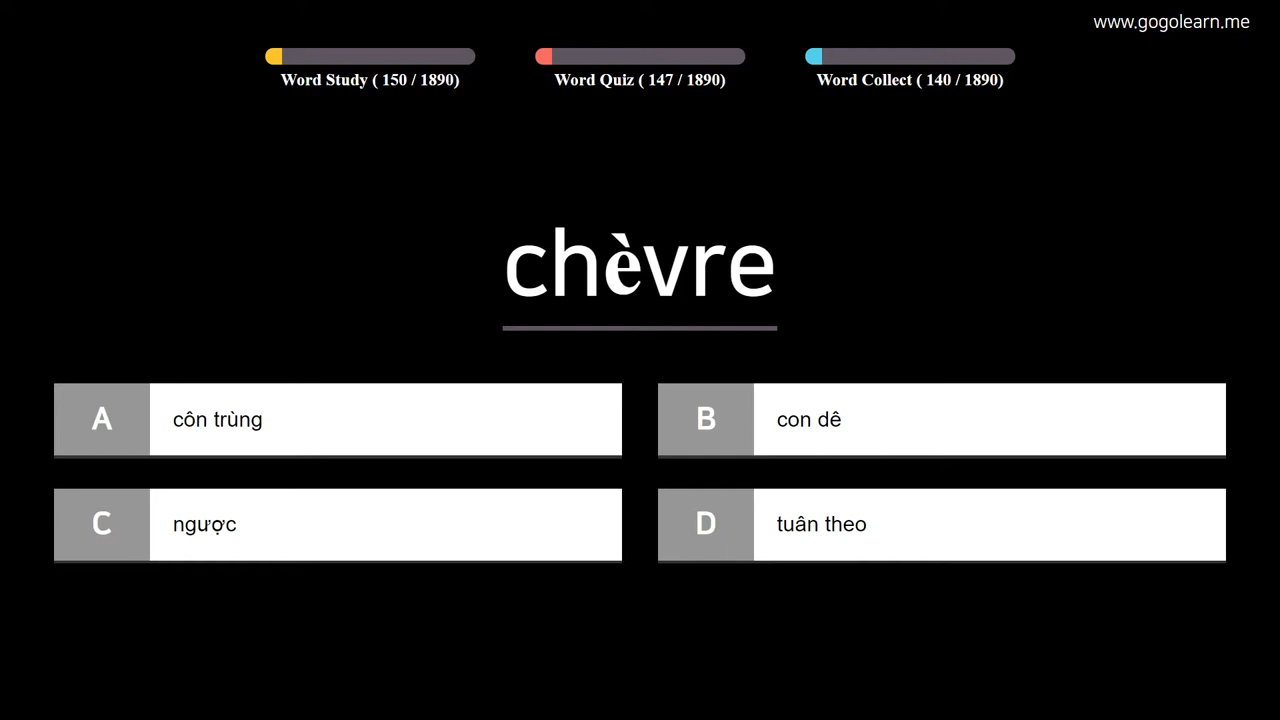 www.gogolearn.me
Word Study ( 150 / 1890)
Word Quiz ( 147 / 1890)
Word Collect ( 140 / 1890)
chèvre
A côn trùng
B con dê
C ngược
D tuân theo